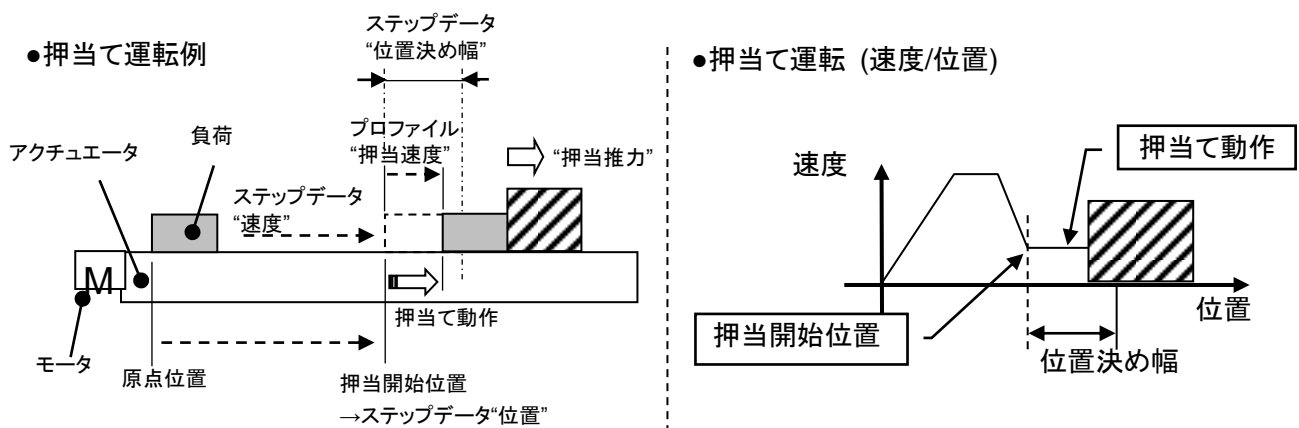 ●押当て運転例
ステップデータ
“位置決め幅”
負荷
プロファイル
“押当速度”
“押当推力”
アクチュエータ
ステップデータ
“速度”
M
押当て動作
モータ
原点位置
押当開始位置
→ステップデータ“位置”
●押当て運転 (速度/位置)
速度
押当て動作
位置
押当開始位置
位置決め幅